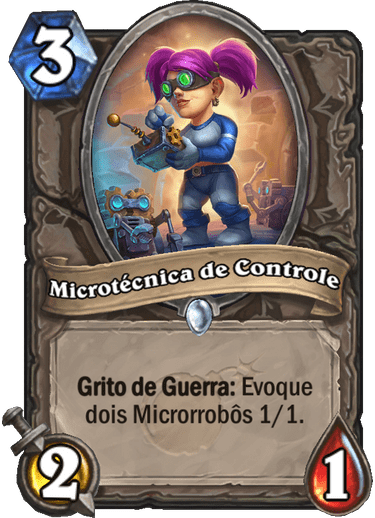 3
Microtécnica de Controle
Grito de Guerra: Evoque
dois Microrrobôs 1/1.
2
1